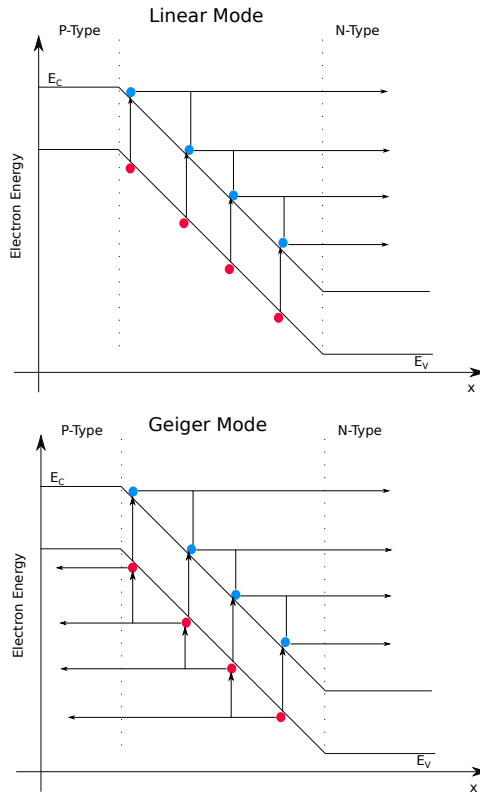 Linear Mode
P-Type
N-Type
E_C
Electron Energy
E_V
x
Geiger Mode
P-Type
N-Type
E_C
Electron Energy
E_V
x